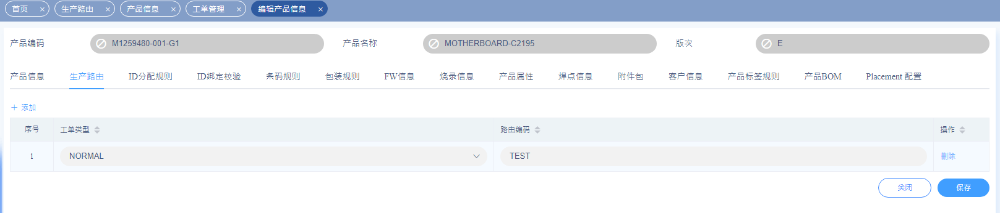 首页 × 生产路由 × 产品信息 × 工单管理 × 编辑产品信息 ×
产品编码 M1259480-001-G1 产品名称 MOTHERBOARD-C2195 版次 E
产品信息 生产路由 ID分配规则 ID绑定校验 条码规则 包装规则 FW信息 烧录信息 产品属性 焊点信息 附件包 客户信息 产品标签规则 产品BOM Placement 配置
+ 添加
序号 工单类型 路由编码 操作
1 NORMAL TEST 删除
关闭 保存